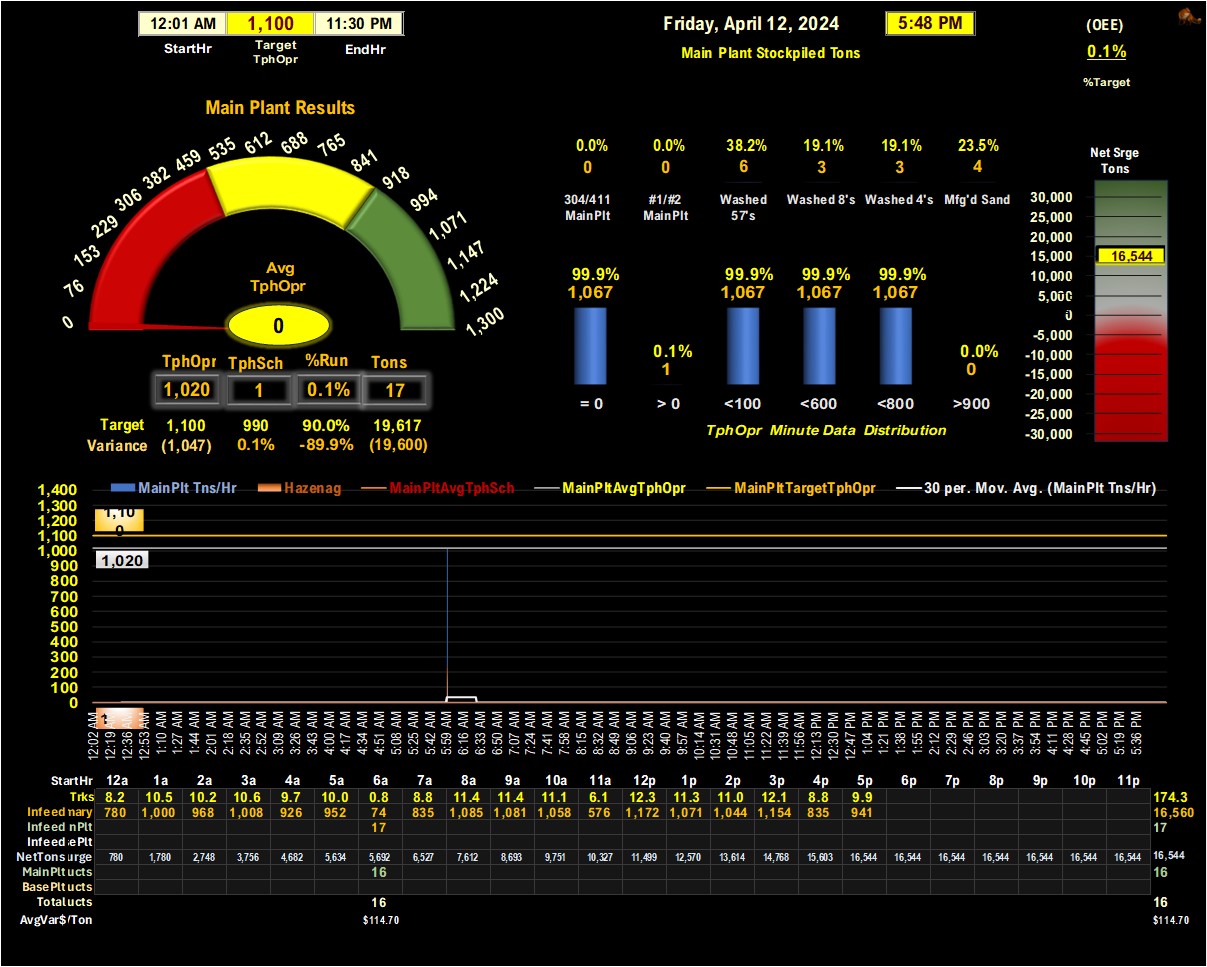 12:01 AM 1,100 11:30 PM
StartHr Target TphOpr EndHr
Friday, April 12, 2024 5:48 PM
Main Plant Stockpiled Tons
(OEE)
0.1%
%Target
Main Plant Results
0 76 153 229 306 382 459 535 612 688 765 841 918 994 1,071 1,147 1,224 1,300
Avg
TphOpr
0
TphOpr TphSch %Run Tons
1,020 1 0.1% 17
Target 1,100 990 90.0% 19,617
Variance (1,047) 0.1% -89.9% (19,600)
0.0% 0.0% 38.2% 19.1% 19.1% 23.5%
0 0 6 3 3 4
304/411 #1/#2 Washed Washed 8's Washed 4's Mfg'd Sand
MainPlt MainPlt 57's
99.9% 99.9% 99.9% 99.9%
1,067 1,067 1,067 1,067
0.1% 0.0%
1 0
= 0 > 0 <100 <600 <800 >900
TphOpr Minute Data Distribution
Net Srge
Tons
30,000
25,000
20,000
15,000
16,544
10,000
5,000
0
-5,000
-10,000
-15,000
-20,000
-25,000
-30,000
MainPlt Tns/Hr Hazenag MainPltAvgTphSch MainPltAvgTphOpr MainPltTargetTphOpr 30 per. Mov. Avg. (MainPlt Tns/Hr)
1,400
1,300
1,200
1,100
1,000
900
800
700
600
500
400
300
200
100
0
1,10
0
1,020
12:02 AM 12:19 AM 12:36 AM 12:53 AM 1:10 AM 1:27 AM 1:44 AM 2:01 AM 2:18 AM 2:35 AM 2:52 AM 3:09 AM 3:26 AM 3:43 AM 4:00 AM 4:17 AM 4:34 AM 4:51 AM 5:08 AM 5:25 AM 5:42 AM 5:59 AM 6:16 AM 6:33 AM 6:50 AM 7:07 AM 7:24 AM 7:41 AM 7:58 AM 8:15 AM 8:32 AM 8:49 AM 9:06 AM 9:23 AM 9:40 AM 9:57 AM 10:14 AM 10:31 AM 10:48 AM 11:05 AM 11:22 AM 11:39 AM 11:56 AM 12:13 PM 12:30 PM 12:47 PM 1:04 PM 1:21 PM 1:38 PM 1:55 PM 2:12 PM 2:29 PM 2:46 PM 3:03 PM 3:20 PM 3:37 PM 3:54 PM 4:11 PM 4:28 PM 4:45 PM 5:02 PM 5:19 PM 5:36 PM
StartHr 12a 1a 2a 3a 4a 5a 6a 7a 8a 9a 10a 11a 12p 1p 2p 3p 4p 5p 6p 7p 8p 9p 10p 11p
Trks 8.2 10.5 10.2 10.6 9.7 10.0 0.8 8.8 11.4 11.4 11.1 6.1 12.3 11.3 11.0 12.1 8.8 9.9 174.3
Infeed mary 780 1,000 968 1,008 926 952 74 835 1,085 1,081 1,058 576 1,172 1,071 1,044 1,154 835 941 16,560
Infeed nPlt 17 17
Infeed ePlt
NetTons urge 780 1,780 2,748 3,756 4,682 5,634 5,692 6,527 7,612 8,693 9,751 10,327 11,499 12,570 13,614 14,768 15,603 16,544 16,544 16,544 16,544 16,544 16,544 16,544 16,544
MainPlt ucts 16 16
BasePlt ucts
Total ucts 16 16
AvgVar$/Ton $114.70 $114.70